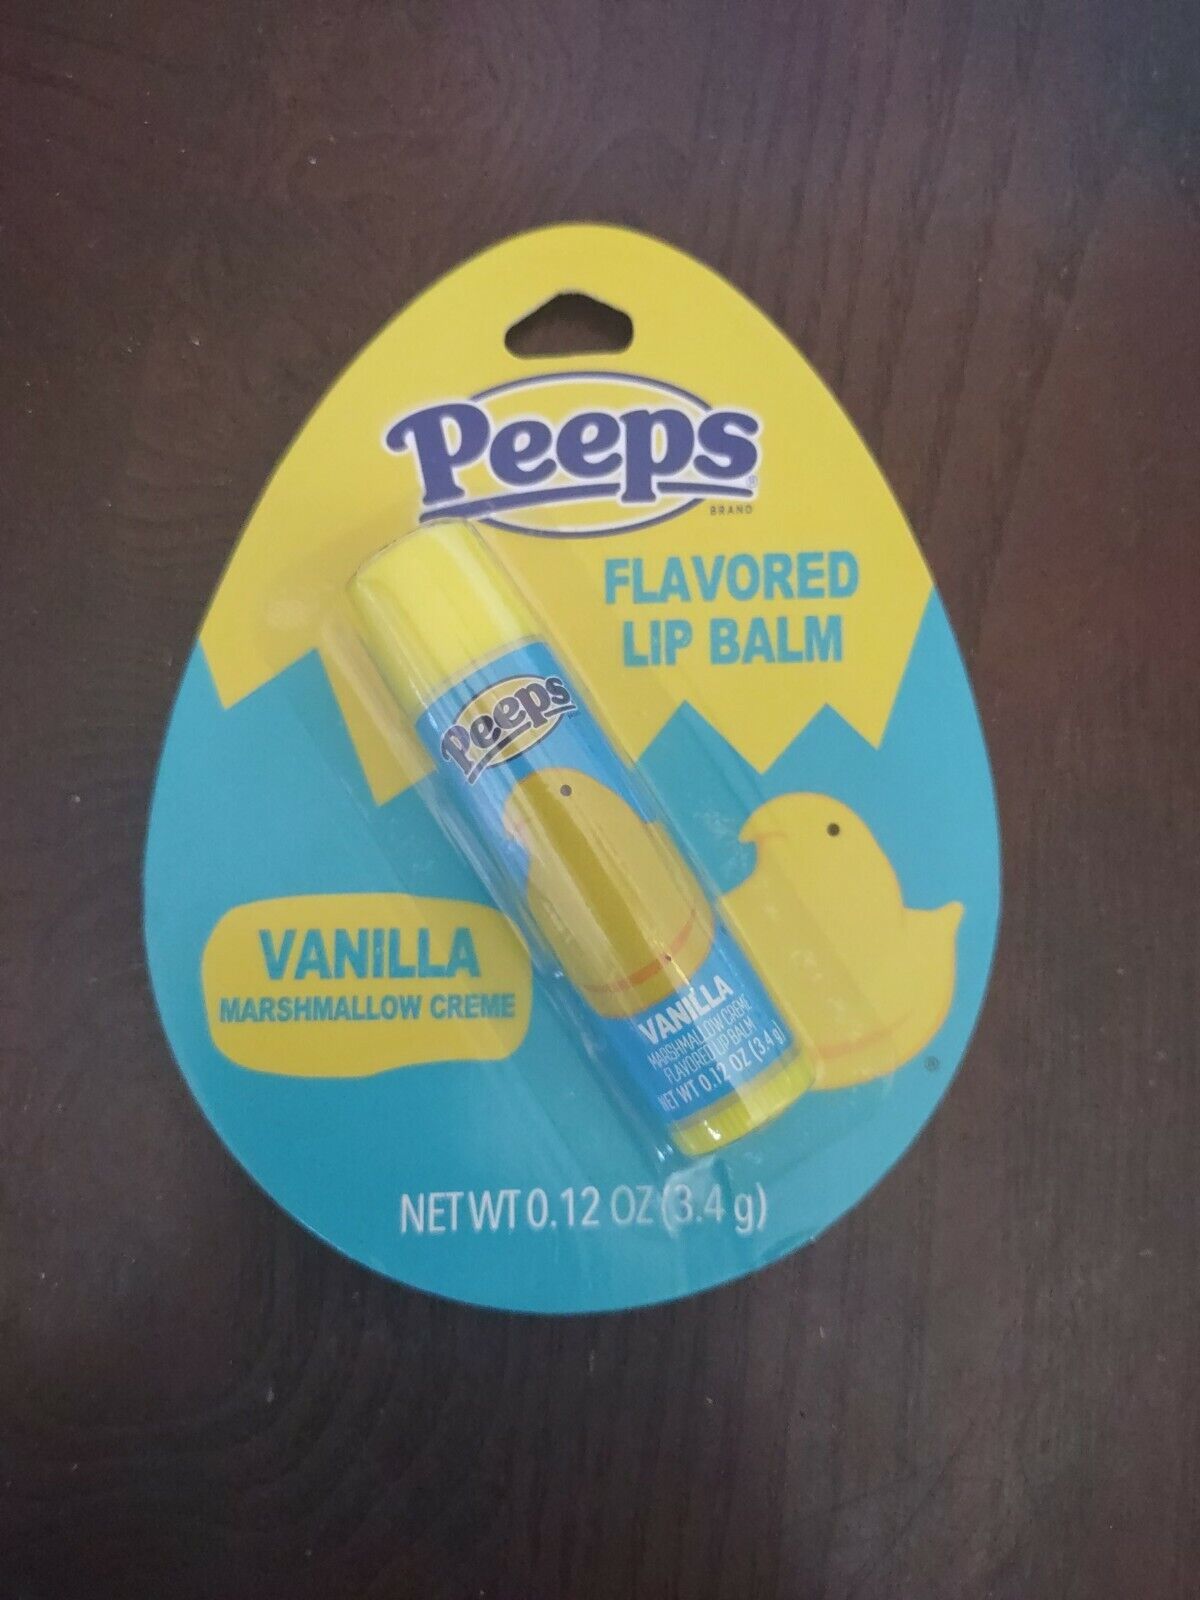 Peeps®
BRAND
FLAVORED
LIP BALM
Peeps
VANILLA
MARSHMALLOW CREME
VANILLA
MARSHMALLOW CREME
FLAVORED LIP BALM
NET WT 0.12 OZ (3.4 g)
®
NET WT 0.12 OZ (3.4 g)